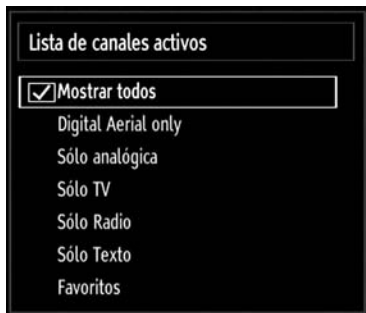 Lista de canales activos
Mostrar todos
Digital Aerial only
Sólo analógica
Sólo TV
Sólo Radio
Sólo Texto
Favoritos